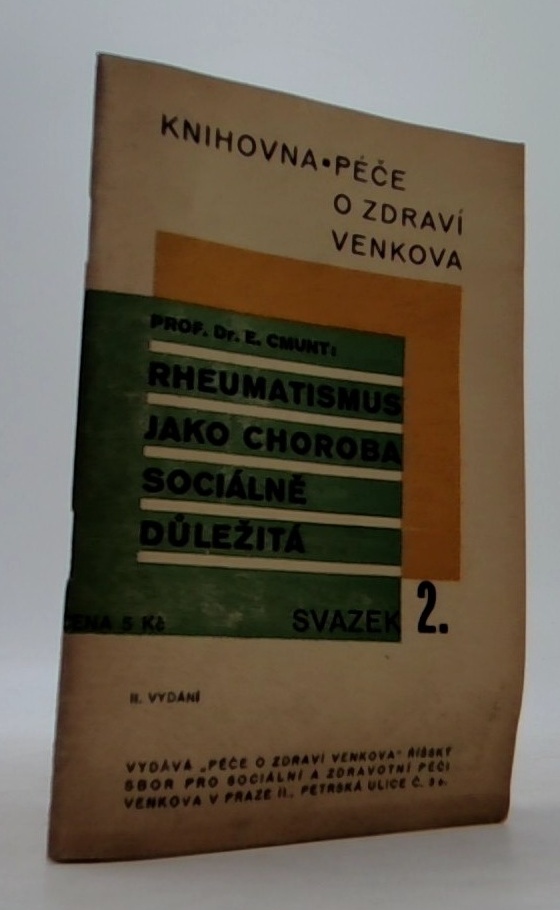 KNIHOVNA•PÉČE
O ZDRAVÍ
VENKOVA
PROF. Dr. E. CMUNT:
RHEUMATISMUS
JAKO CHOROBA
SOCIÁLNĚ
DŮLEŽITÁ
CENA 5 Kč SVAZEK 2.
II. VYDÁNÍ
VYDÁVÁ „PÉČE O ZDRAVÍ VENKOVA" ŘÍŠSKÝ
SBOR PRO SOCIÁLNÍ A ZDRAVOTNÍ PÉČI
VENKOVA V PRAZE II., PETRSKÁ ULICE Č.